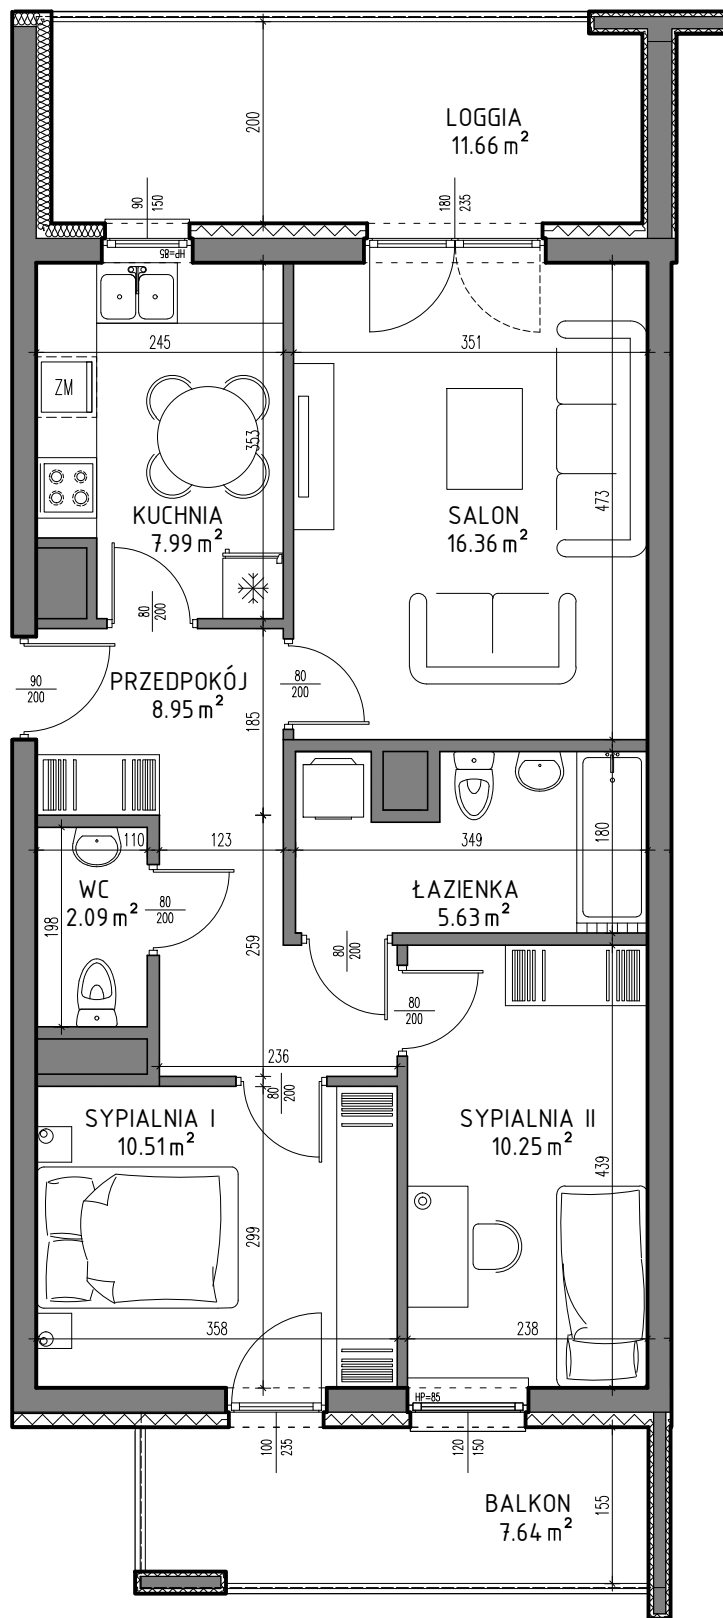 200
LOGGIA
11.66 m²
90
150
180
235
HP=85
245
351
ZM
353
473
KUCHNIA
7.99 m²
SALON
16.36 m²
80
200
90
200
PRZEDPOKÓJ
8.95 m²
80
200
185
110
123
349
180
WC
2.09 m²
80
200
198
ŁAZIENKA
5.63 m²
259
80
200
80
200
236
80
200
SYPIALNIA I
10.51 m²
SYPIALNIA II
10.25 m²
439
299
358
238
HP=85
100
235
120
150
BALKON
7.64 m²
155